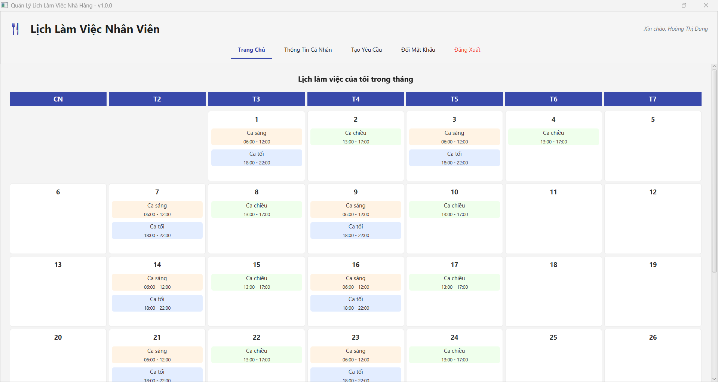 Quản Lý Lịch Làm Việc Nhà Hàng - v1.0.0
Lịch Làm Việc Nhân Viên
Xin chào, Hoàng Thị Dung
Trang Chủ Thông Tin Cá Nhân Tạo Yêu Cầu Đổi Mật Khẩu Đăng Xuất
Lịch làm việc của tôi trong tháng
CN T2 T3 T4 T5 T6 T7
1 2 3 4 5
Ca sáng Ca chiều Ca sáng Ca chiều
06:00 - 12:00 13:00 - 17:00 06:00 - 12:00 13:00 - 17:00
Ca tối Ca tối
18:00 - 22:00 18:00 - 22:00
6 7 8 9 10 11 12
Ca sáng Ca chiều Ca sáng Ca chiều
06:00 - 12:00 13:00 - 17:00 06:00 - 12:00 13:00 - 17:00
Ca tối Ca tối
18:00 - 22:00 18:00 - 22:00
13 14 15 16 17 18 19
Ca sáng Ca chiều Ca sáng Ca chiều
06:00 - 12:00 13:00 - 17:00 06:00 - 12:00 13:00 - 17:00
Ca tối Ca tối
18:00 - 22:00 18:00 - 22:00
20 21 22 23 24 25 26
Ca sáng Ca chiều Ca sáng Ca chiều
06:00 - 12:00 13:00 - 17:00 06:00 - 12:00 13:00 - 17:00
Ca tối Ca tối
18:00 - 22:00 18:00 - 22:00